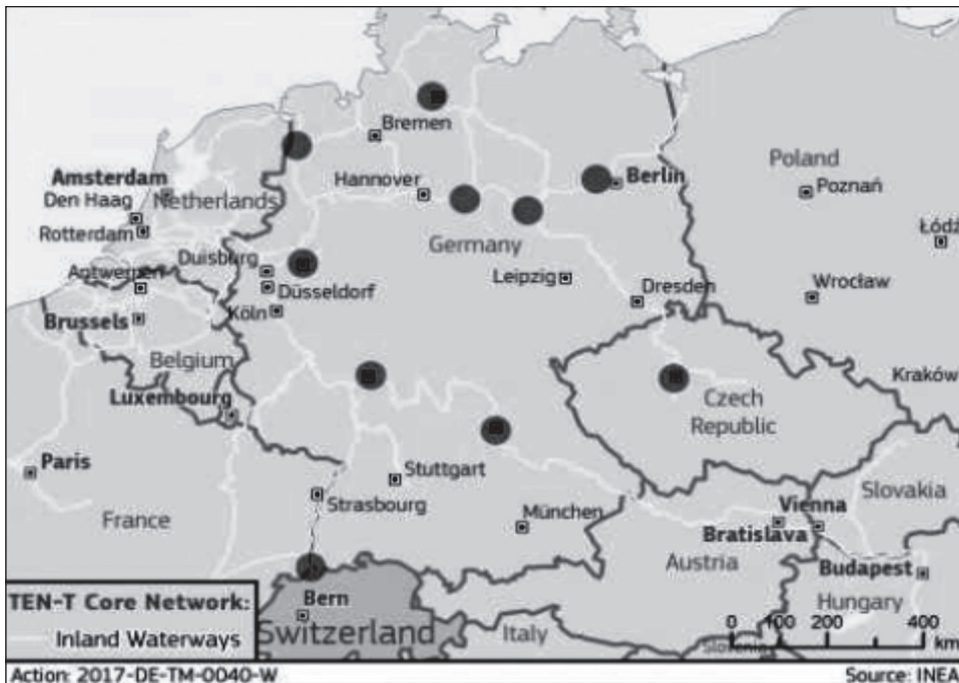 Bremen
Poland
Amsterdam
Hannover
Berlin
Poznań
Den Haag
Netherlands
Rotterdam
Germany
Łódź
Duisburg
Antwerpen
Leipzig
Düsseldorf
Dresden
Wrocław
Köln
Brussels
Belgium
Kraków
Luxembourg
Czech
Republic
Paris
Stuttgart
Slovakia
Strasbourg
Vienna
France
München
Bratislava
Austria
Budapest
TEN-T Core Network:
Bern
Hungary
Inland Waterways
Switzerland
Italy
0 100 180 400
km
Slovenia
Action: 2017-DE-TM-0040-W
Source: INEA